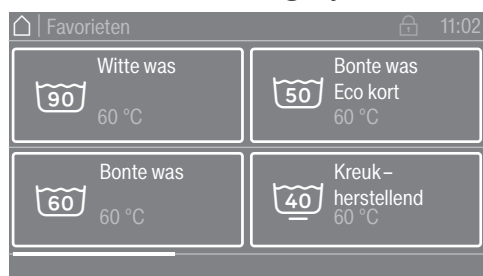 Favorieten 11:02
Witte was
90
60 °C
Bonte was
Eco kort
50
60 °C
Bonte was
60
60 °C
Kreuk–
herstellend
40
60 °C